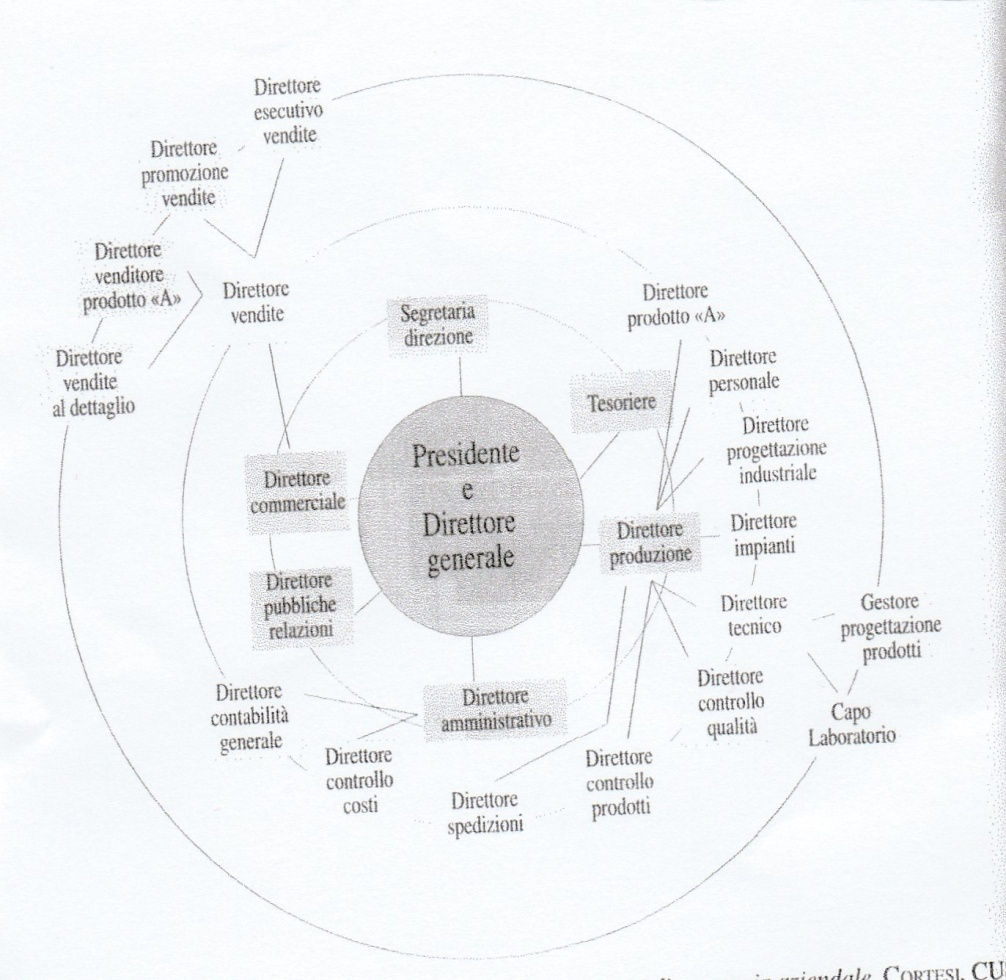 Direttore
esecutivo
vendite
Direttore
promozione
vendite
Direttore
venditore
prodotto «A»
Direttore
vendite
al dettaglio
Direttore
vendite
Segretaria
direzione
Direttore
prodotto «A»
Direttore
personale
Tesoriere
Direttore
progettazione
industriale
Direttore
commerciale
Presidente
e
Direttore
generale
Direttore
produzione
Direttore
impianti
Direttore
pubbliche
relazioni
Direttore
tecnico
Gestore
progettazione
prodotti
Direttore
controllo
qualità
Capo
Laboratorio
Direttore
contabilità
generale
Direttore
amministrativo
Direttore
controllo
costi
Direttore
spedizioni
Direttore
controllo
prodotti
aziendale, CORTESI, CU